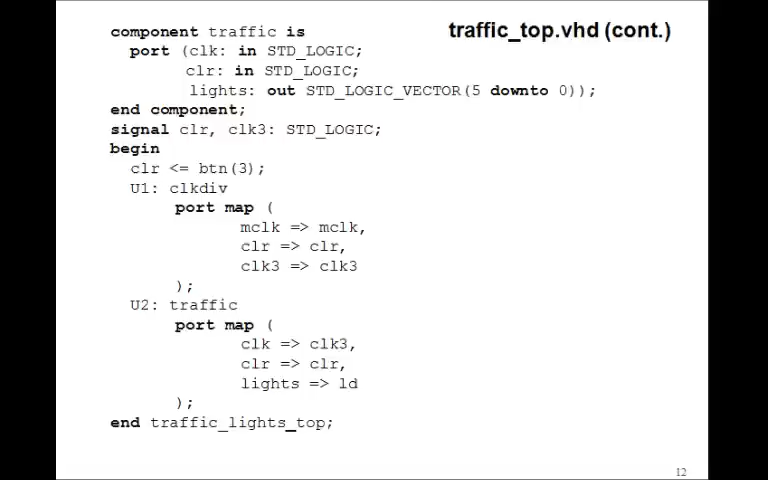 traffic_top.vhd (cont.)
component traffic is
port (clk: in STD_LOGIC;
clr: in STD_LOGIC;
lights: out STD_LOGIC_VECTOR(5 downto 0));
end component;
signal clr, clk3: STD_LOGIC;
begin
clr <= btn(3);
U1: clkdiv
port map (
mclk => mclk,
clr => clr,
clk3 => clk3
);
U2: traffic
port map (
clk => clk3,
clr => clr,
lights => ld
);
end traffic_lights_top;
12